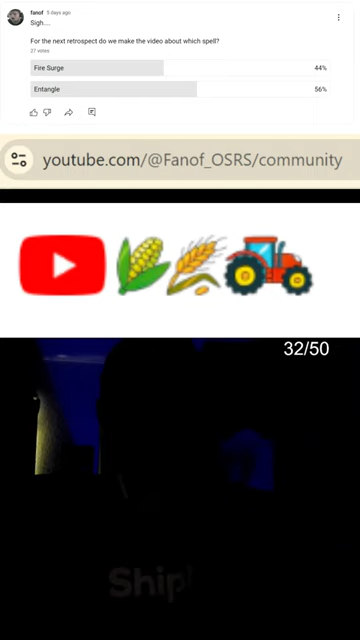 fanof 5 days ago
Sigh....
For the next retrospect do we make the video about which spell?
27 votes
Fire Surge 44%
Entangle 56%
youtube.com/@Fanof_OSRS/community
32/50
Ship